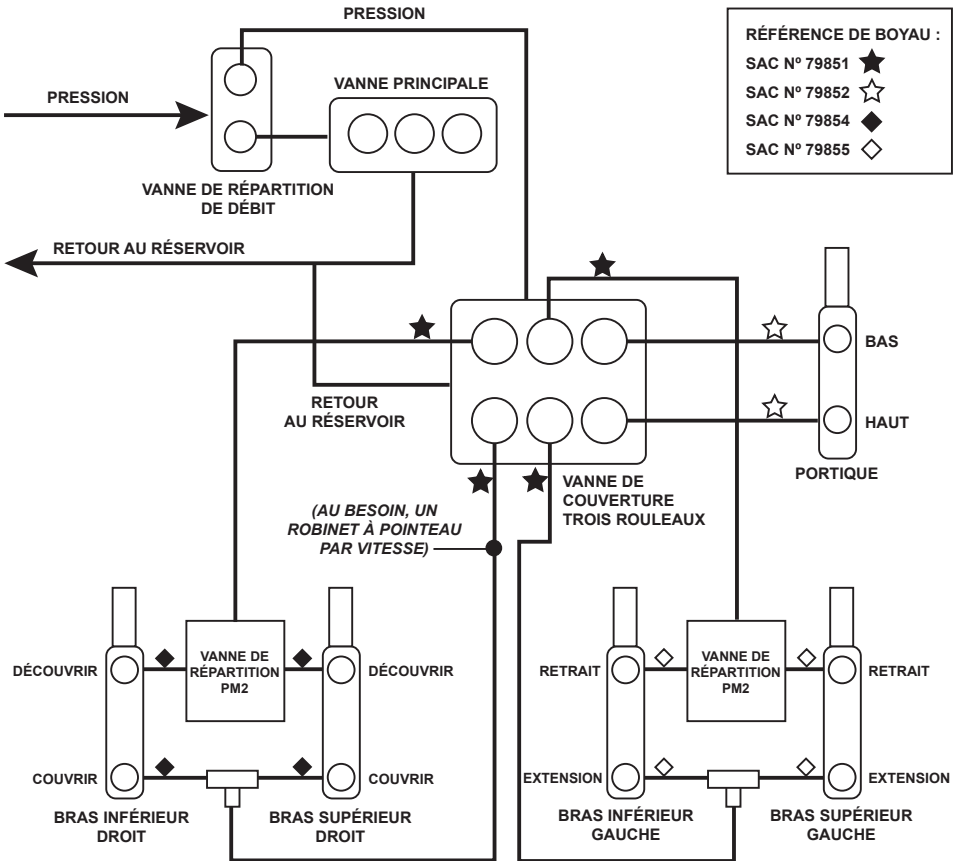 PRESSION
RÉFÉRENCE DE BOYAU :
SAC Nº 79851
SAC Nº 79852
SAC Nº 79854
SAC Nº 79855
PRESSION
VANNE PRINCIPALE
VANNE DE RÉPARTITION
DE DÉBIT
RETOUR AU RÉSERVOIR
BAS
HAUT
PORTIQUE
RETOUR
AU RÉSERVOIR
VANNE DE
COUVERTURE
TROIS ROULEAUX
(AU BESOIN, UN
ROBINET À POINTEAU
PAR VITESSE)
DÉCOUVRIR
VANNE DE
RÉPARTITION
PM2
DÉCOUVRIR
COUVRIR
COUVRIR
BRAS INFÉRIEUR
DROIT
BRAS SUPÉRIEUR
DROIT
RETRAIT
VANNE DE
RÉPARTITION
PM2
RETRAIT
EXTENSION
EXTENSION
BRAS INFÉRIEUR
GAUCHE
BRAS SUPÉRIEUR
GAUCHE